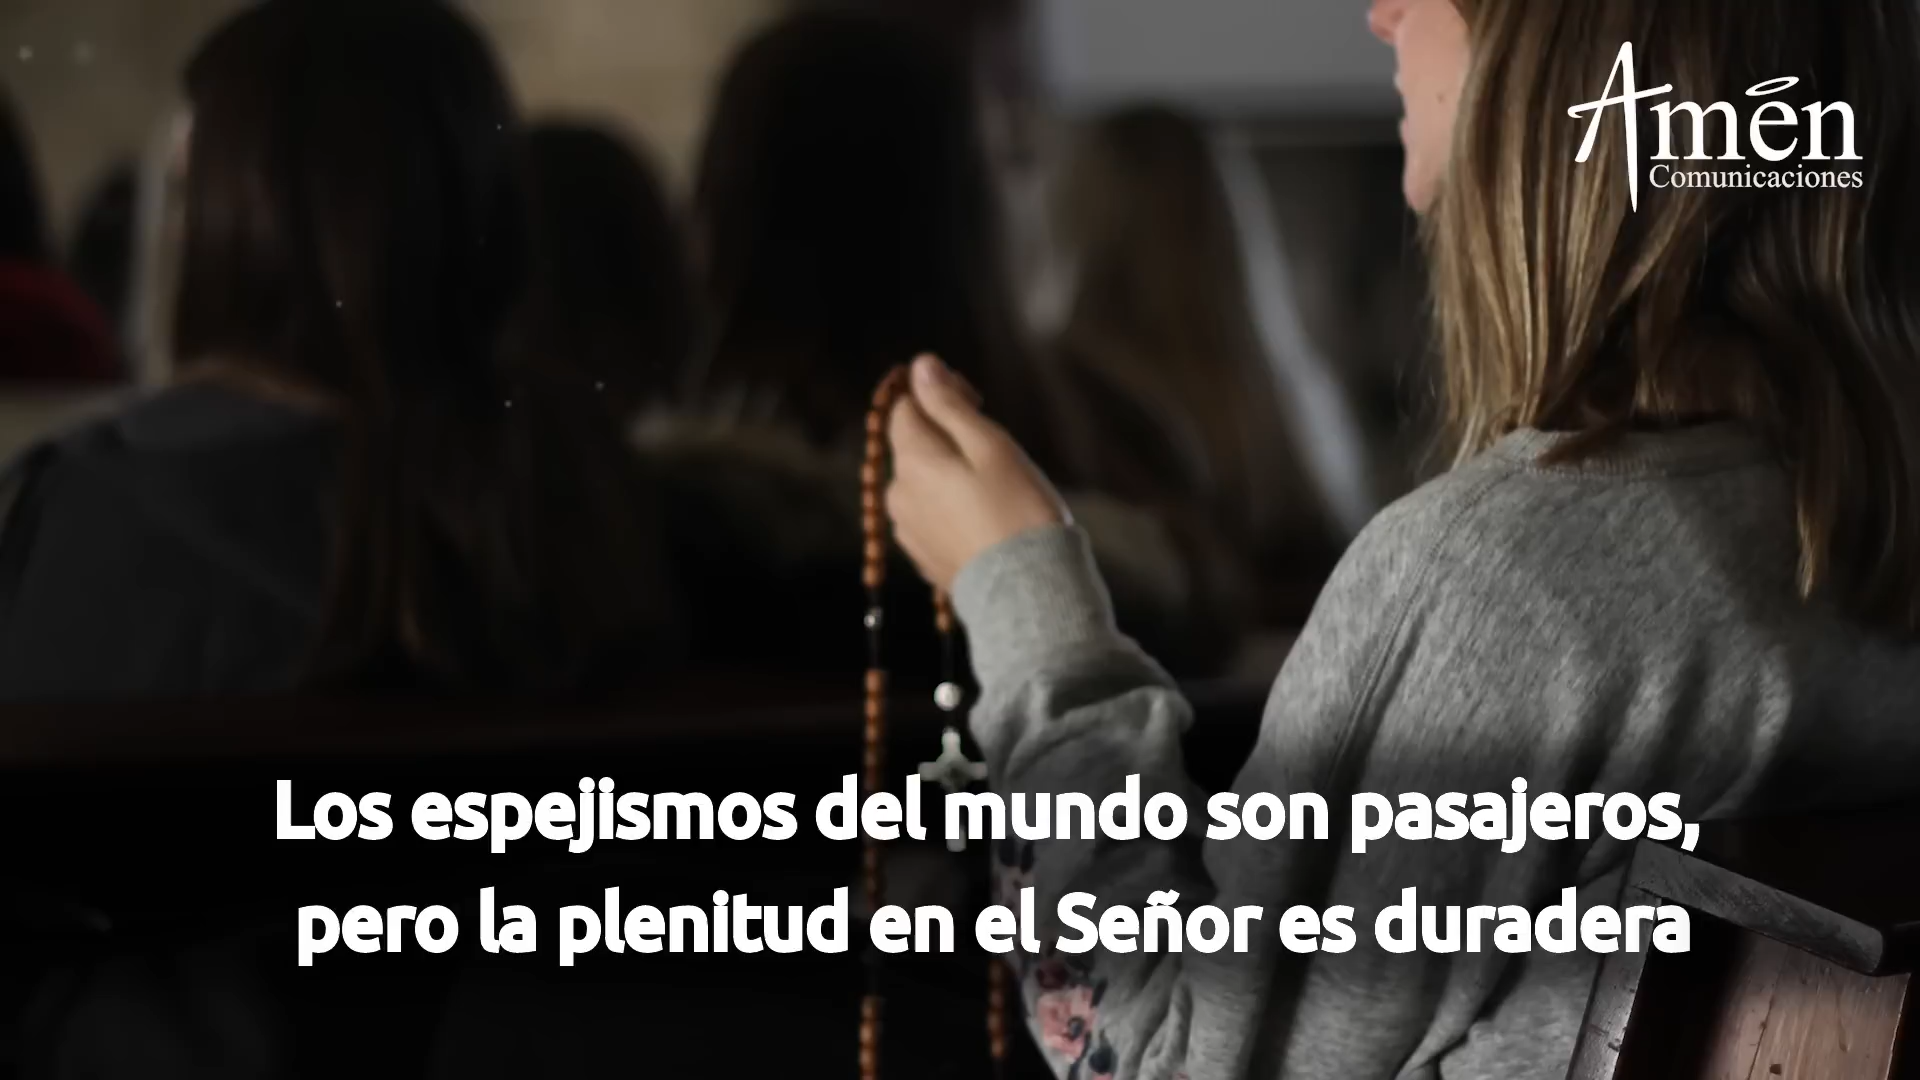 Amén
Comunicaciones
Los espejismos del mundo son pasajeros,
pero la plenitud en el Señor es duradera